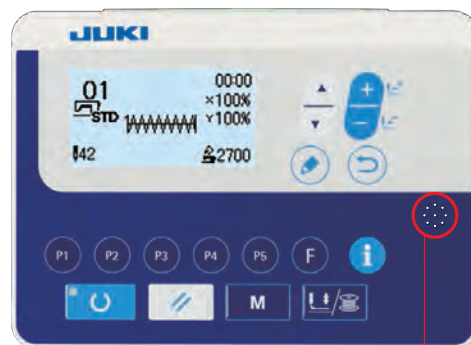 JUKI
01
00:00
×100%
STD
Y100%
42
2700
+
−
P1 P2 P3 P4 P5 F i
M